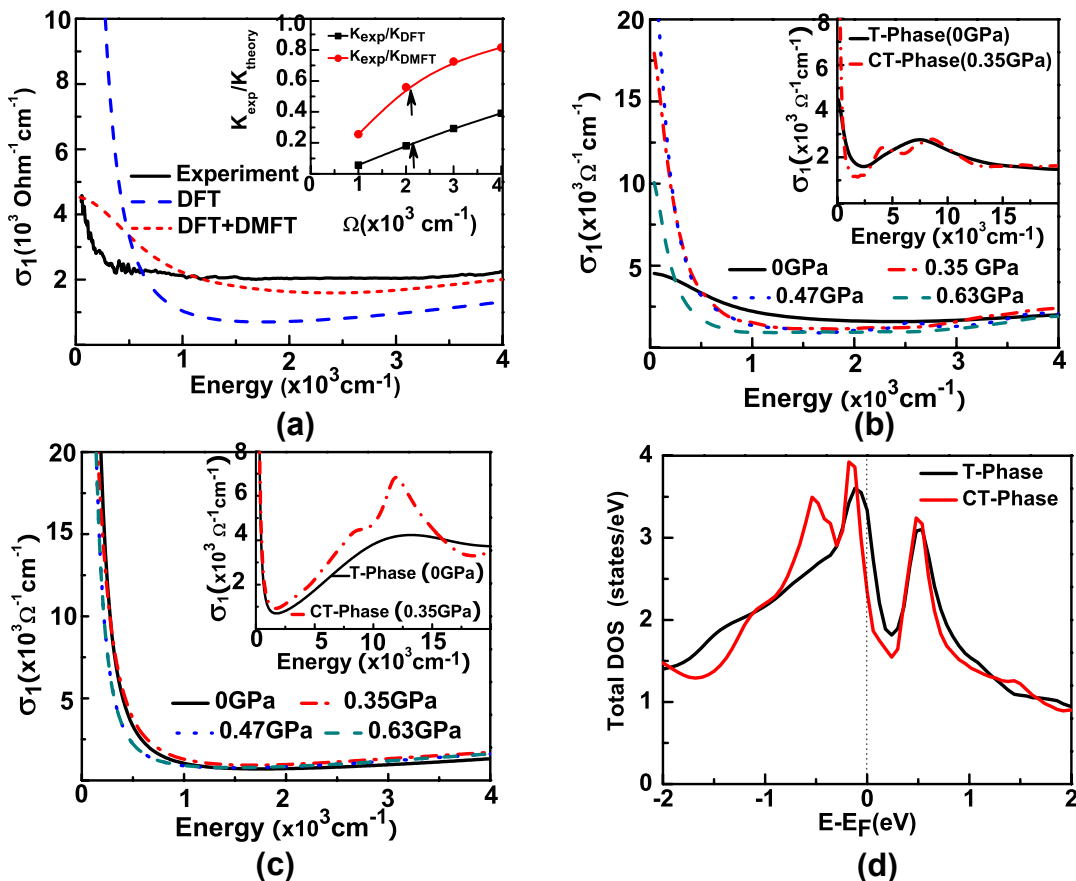 (a)
10
8
6
4
2
0
σ1(10³ Ohm⁻¹cm⁻¹)
0 1 2 3 4
Energy (x10³cm⁻¹)
Experiment
DFT
DFT+DMFT
1.0
0.8
0.6
0.4
0.2
Kexp/Ktheory
0 1 2 3 4
Ω(x10³ cm⁻¹)
Kexp/KDFT
Kexp/KDMFT
(a)
(b)
20
15
10
5
σ1(x10³Ω⁻¹cm⁻¹)
0 1 2 3 4
Energy (x10³cm⁻¹)
0GPa
0.35 GPa
0.47GPa
0.63GPa
8
6
4
2
σ1(x10³ Ω⁻¹cm⁻¹)
0 5 10 15
Energy (x10³cm⁻¹)
T-Phase(0GPa)
CT-Phase(0.35GPa)
(b)
(c)
20
15
10
5
σ1(x10³Ω⁻¹cm⁻¹)
0 1 2 3 4
Energy (x10³cm⁻¹)
0GPa
0.35GPa
0.47GPa
0.63GPa
8
6
4
2
σ1(x10³ Ω⁻¹cm⁻¹)
0 5 10 15
Energy (x10³cm⁻¹)
T-Phase (0GPa)
CT-Phase (0.35GPa)
(c)
4
3
2
1
0
Total DOS (states/eV)
-2 -1 0 1 2
E-EF(eV)
T-Phase
CT-Phase
(d)